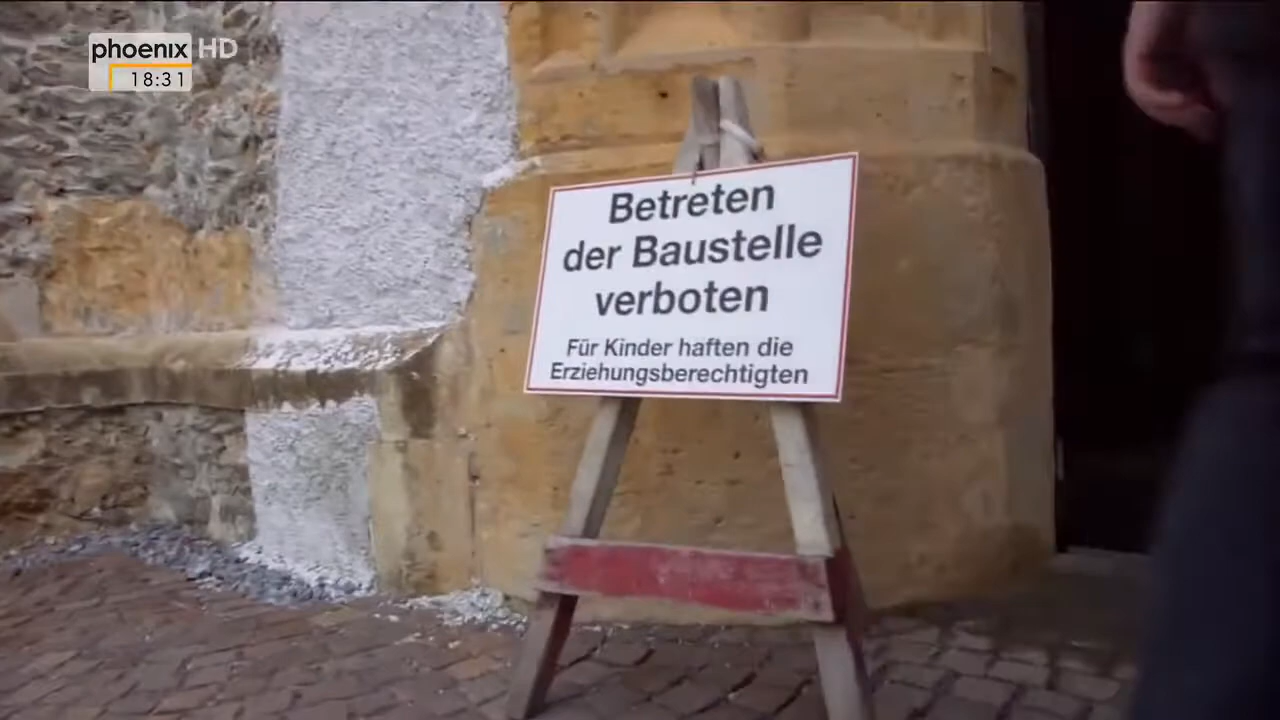 phoenix HD
18:31
Betreten
der Baustelle
verboten
Für Kinder haften die
Erziehungsberechtigten